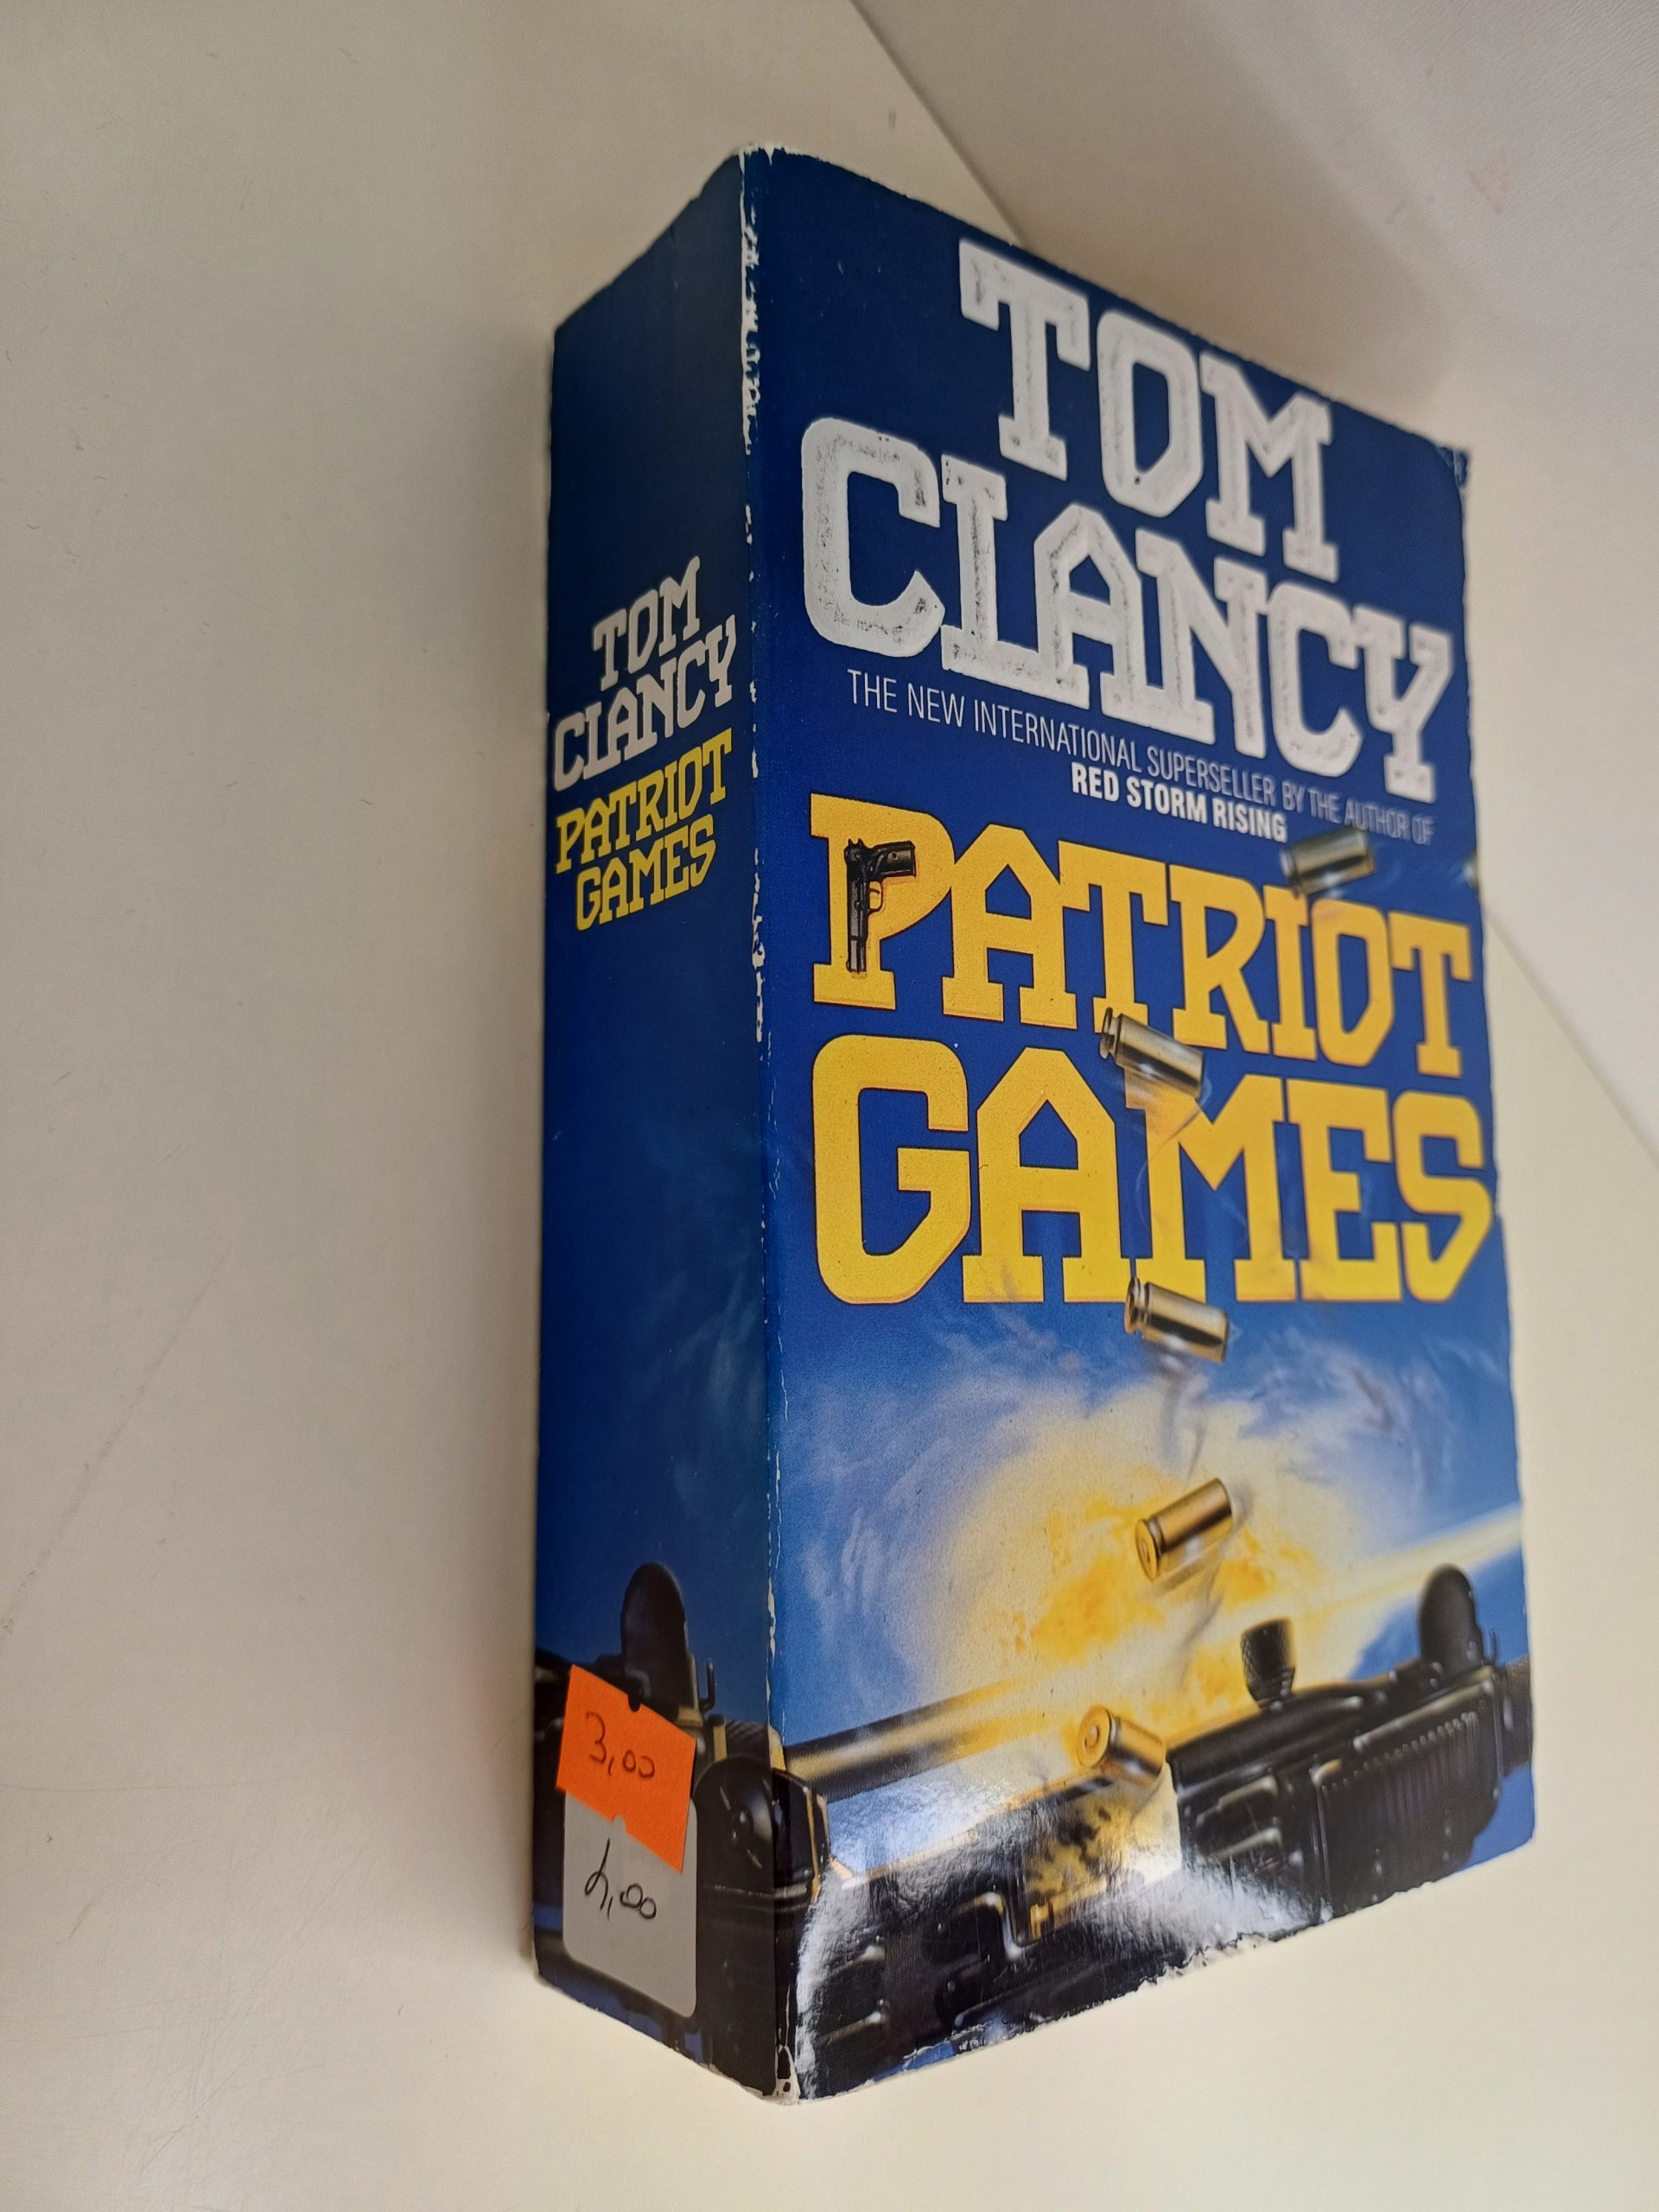 TOM
CLANCY
PATRIOT
GAMES
3,00
4,00
TOM
CLANCY
THE NEW INTERNATIONAL SUPERSELLER BY THE AUTHOR OF
RED STORM RISING
PATRIOT
GAMES